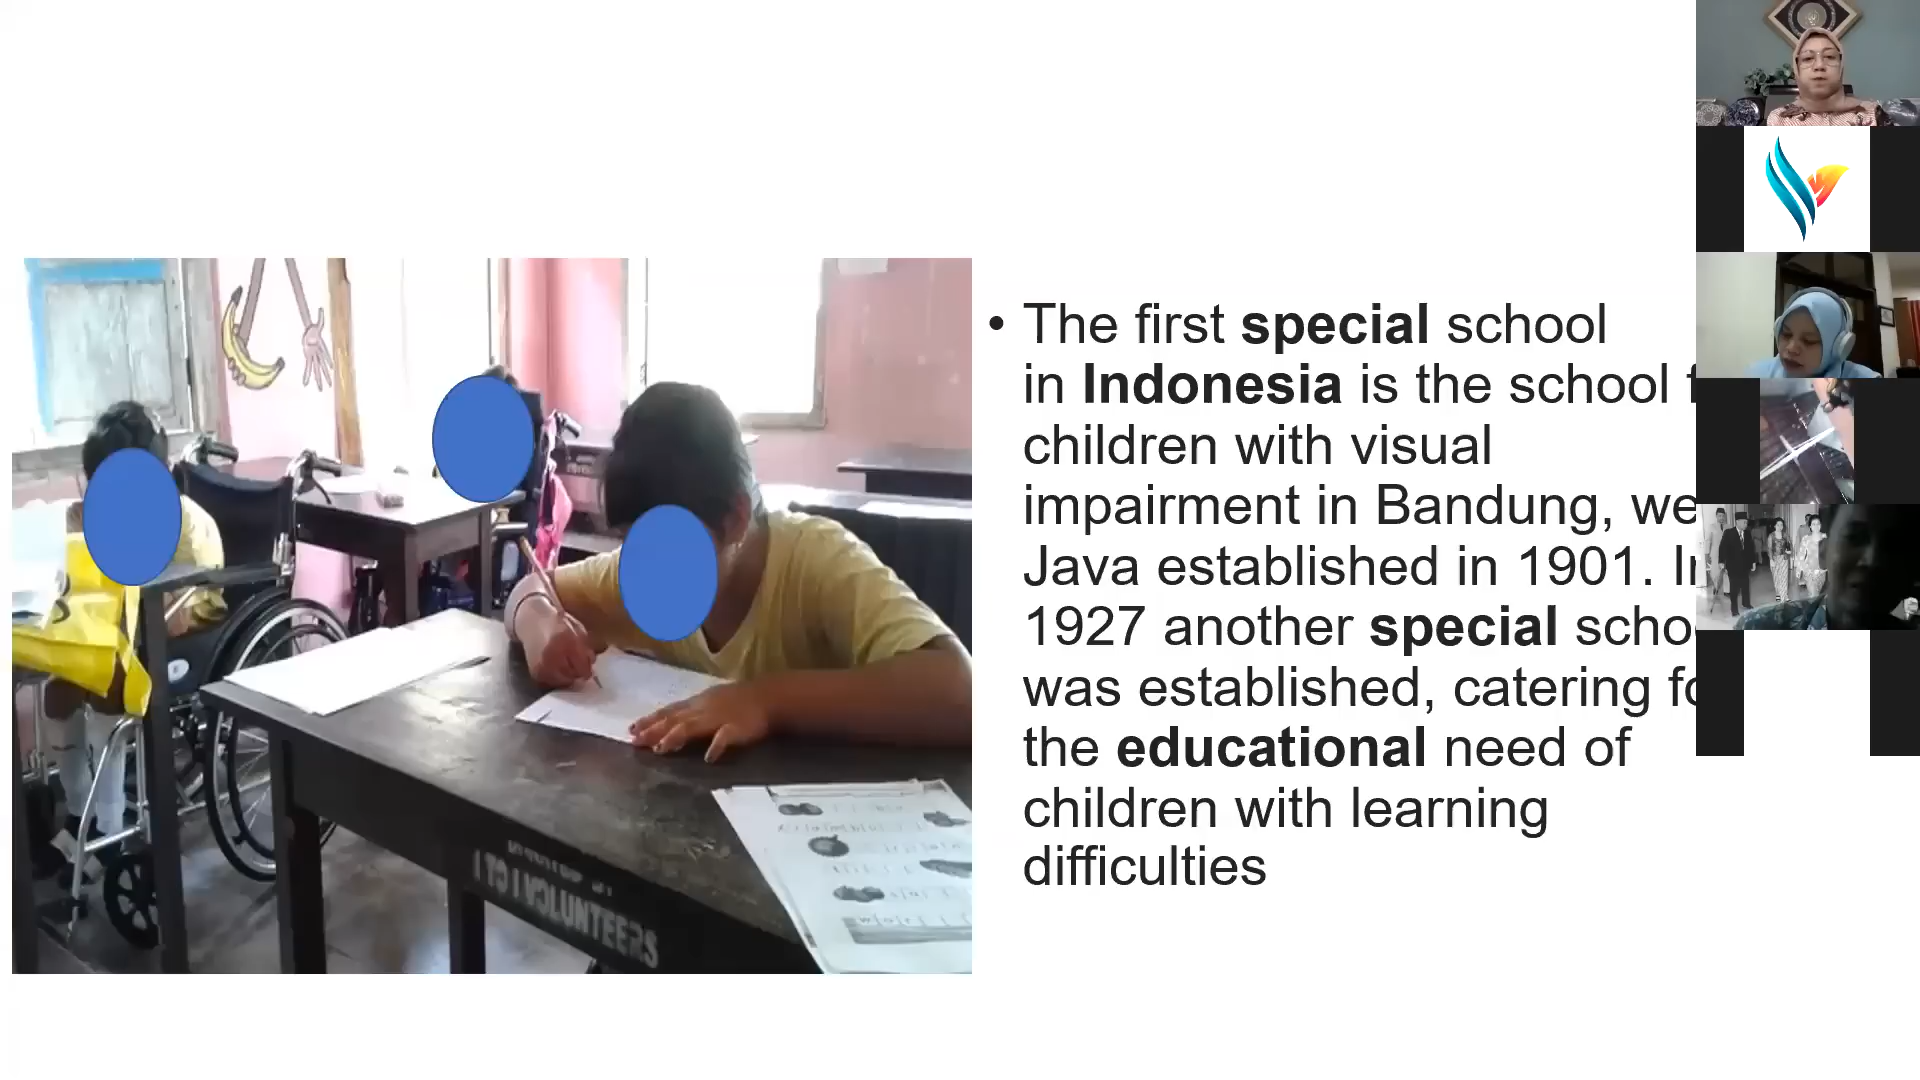 • The first special school
in Indonesia is the school
children with visual
impairment in Bandung, we
Java established in 1901.
1927 another special scho
was established, catering
the educational need of
children with learning
difficulties
I TO I VOLUNTEERS